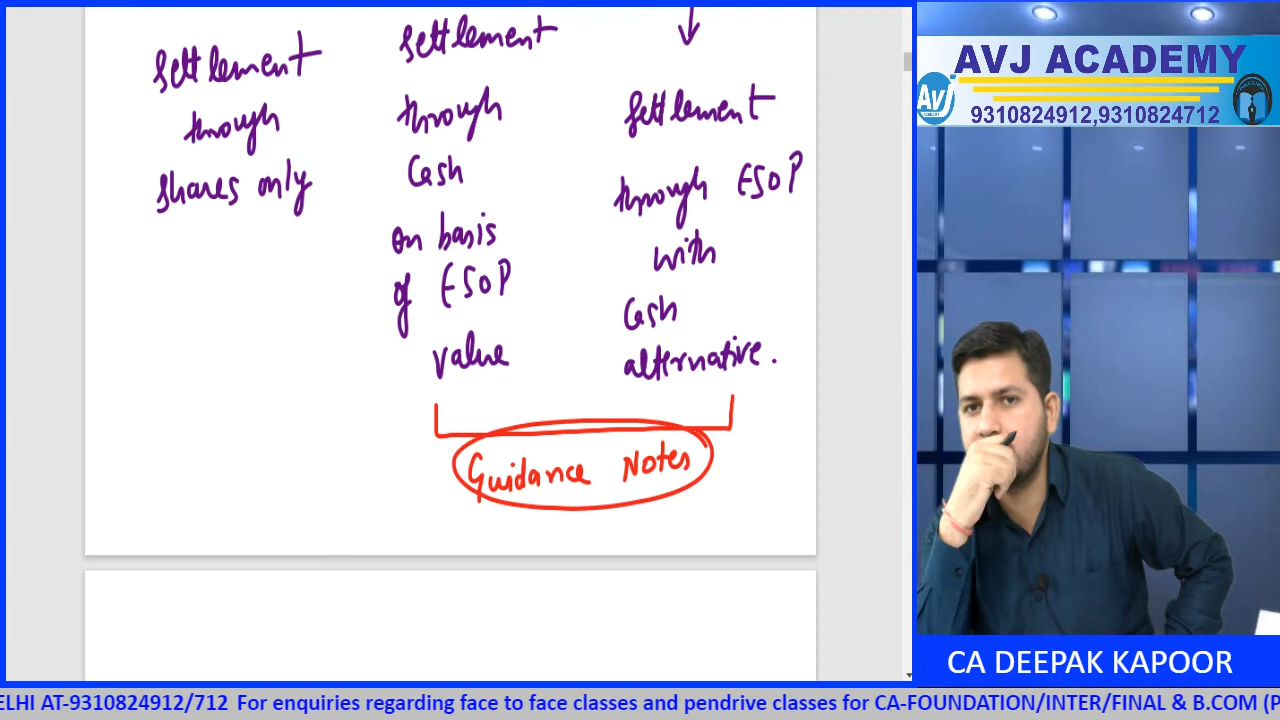 Settlement
through
Shares only
Settlement
through
Cash
on basis
of ESOP
value
Settlement
through ESOP
with
Cash
alternative.
Guidance Notes
AVJ ACADEMY
AVJ
9310824912,9310824712
CA DEEPAK KAPOOR
ELHI AT-9310824912/712 For enquiries regarding face to face classes and pendrive classes for CA-FOUNDATION/INTER/FINAL & B.COM (P